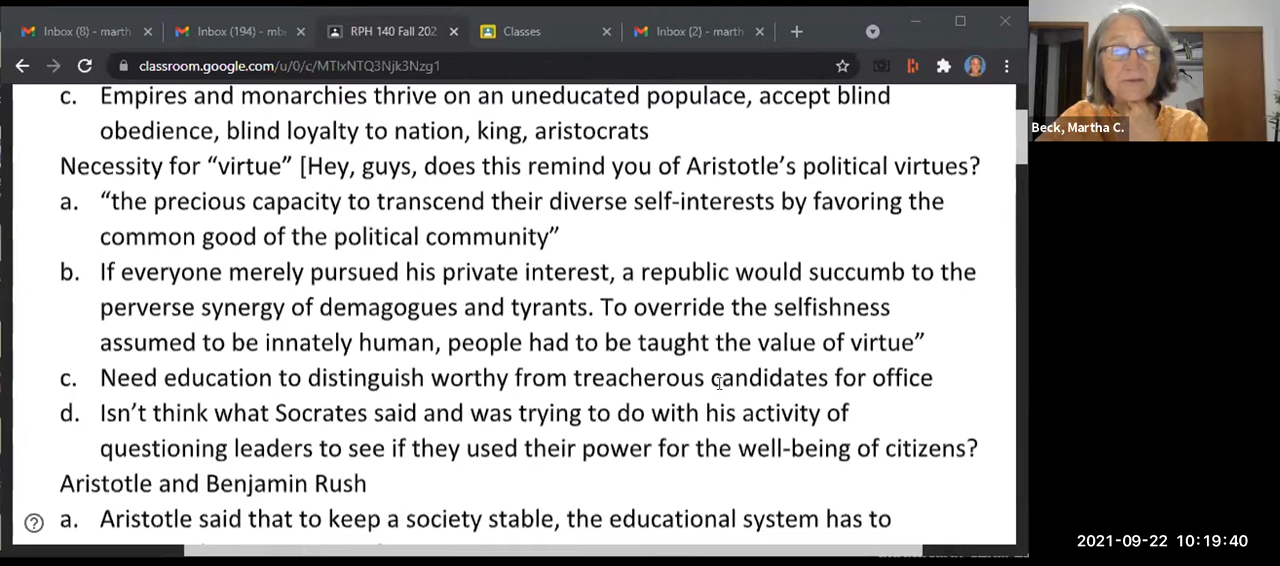 Inbox (8) - marth
Inbox (194) - mb
RPH 140 Fall 202
Classes
Inbox (2) - marth
classroom.google.com/u/0/c/MTIxNTQ3Njk3Nzg1
c. Empires and monarchies thrive on an uneducated populace, accept blind
obedience, blind loyalty to nation, king, aristocrats
Necessity for “virtue” [Hey, guys, does this remind you of Aristotle’s political virtues?
a. “the precious capacity to transcend their diverse self-interests by favoring the
common good of the political community”
b. If everyone merely pursued his private interest, a republic would succumb to the
perverse synergy of demagogues and tyrants. To override the selfishness
assumed to be innately human, people had to be taught the value of virtue”
c. Need education to distinguish worthy from treacherous candidates for office
d. Isn’t think what Socrates said and was trying to do with his activity of
questioning leaders to see if they used their power for the well-being of citizens?
Aristotle and Benjamin Rush
a. Aristotle said that to keep a society stable, the educational system has to
Beck, Martha C.
2021-09-22 10:19:40